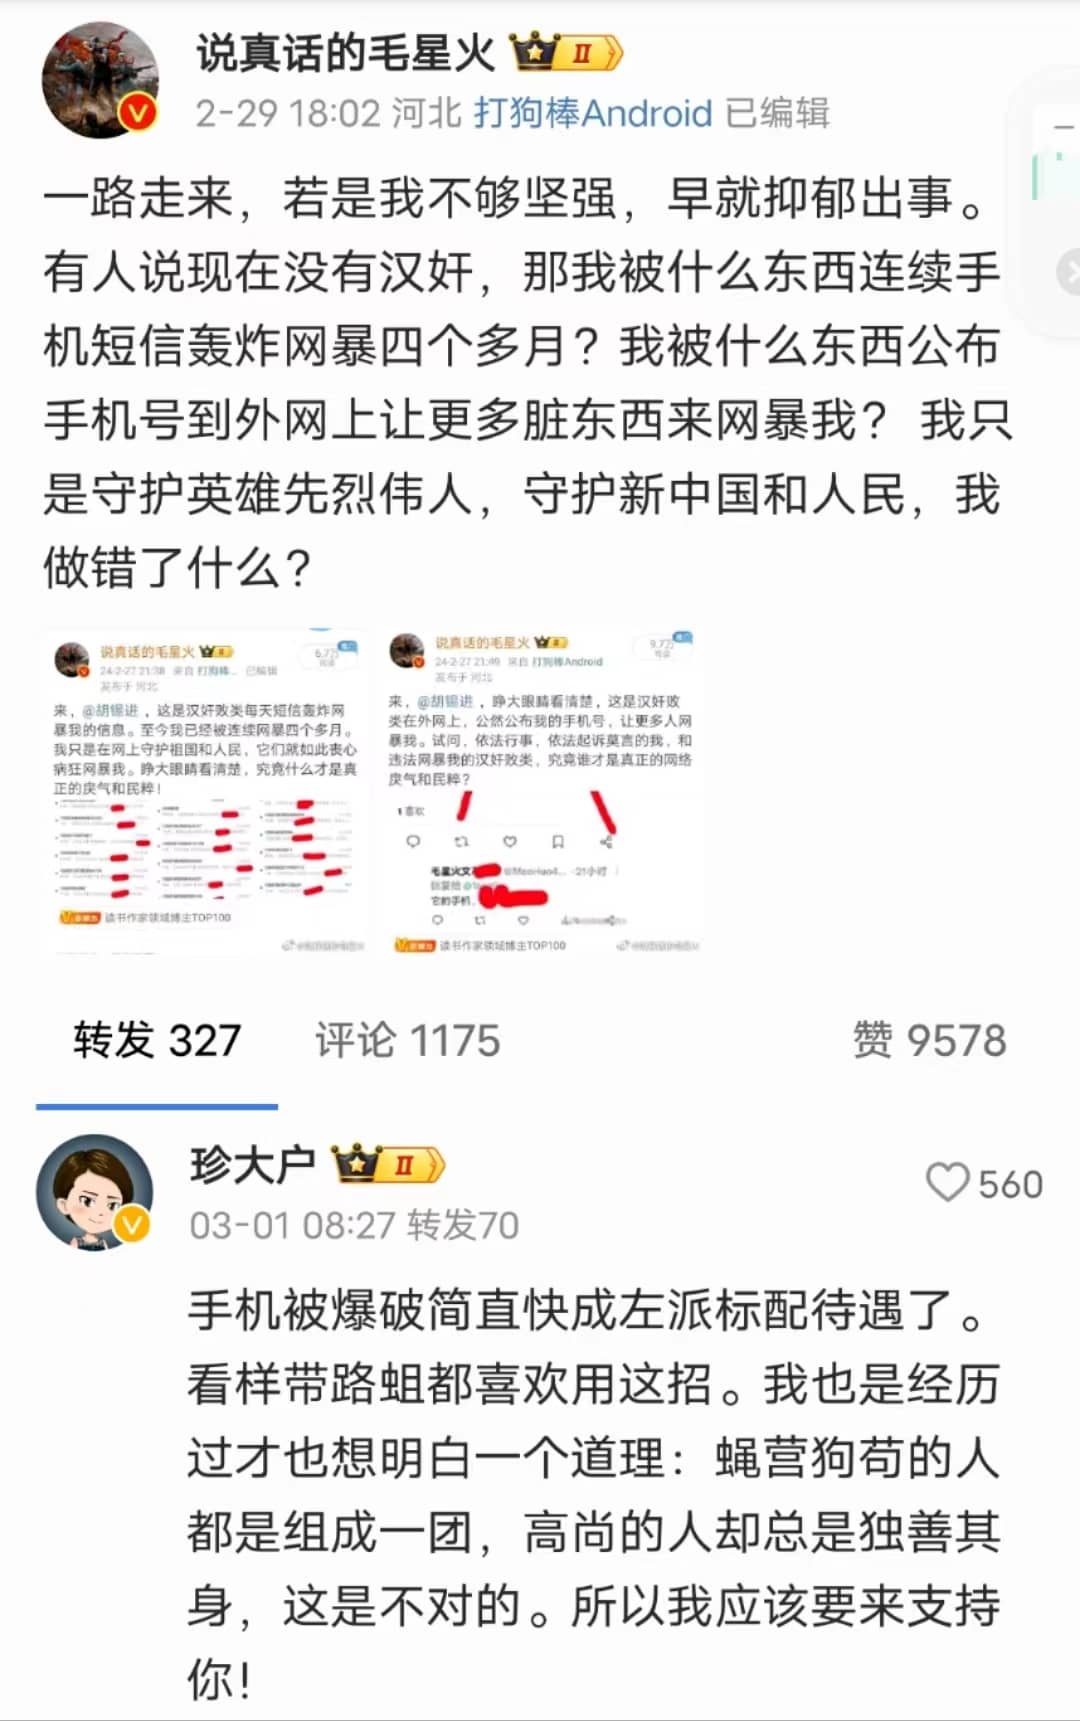 说真话的毛星火 II
2-29 18:02 河北 打狗棒Android 已编辑
一路走来，若是我不够坚强，早就抑郁出事。
有人说现在没有汉奸，那我被什么东西连续手
机短信轰炸网暴四个多月？我被什么东西公布
手机号到外网上让更多脏东西来网暴我？ 我只
是守护英雄先烈伟人，守护新中国和人民，我
做错了什么？
说真话的毛星火
24-2-27 21:38 来自 打狗棒... 已编辑
发布于 河北
6.7万
来，@胡锡进 ，这是汉奸败类每天短信轰炸网
暴我的信息。至今我已经被连续网暴四个多月。
我只是在网上守护祖国和人民，它们就如此丧心
病狂网暴我。睁大眼睛看清楚，究竟什么才是真
正的戾气和民粹！
读书作家领域博主TOP100
说真话的毛星火
24-2-27 21:49 来自 打狗棒Android
发布于 河北
9.7万
来，@胡锡进 ，睁大眼睛看清楚，这是汉奸败
类在外网上，公然公布我的手机号，让更多人网
暴我。试问，依法行事，依法起诉莫言的我，和
违法网暴我的汉奸败类，究竟谁才是真正的网络
戾气和民粹？
1 喜欢
毛星火文
21小时
它的手机，
读书作家领域博主TOP100
转发 327 评论 1175 赞 9578
珍大户 II
560
03-01 08:27 转发70
手机被爆破简直快成左派标配待遇了。
看样带路蛆都喜欢用这招。我也是经历
过才也想明白一个道理：蝇营狗苟的人
都是组成一团，高尚的人却总是独善其
身，这是不对的。所以我应该要来支持
你！